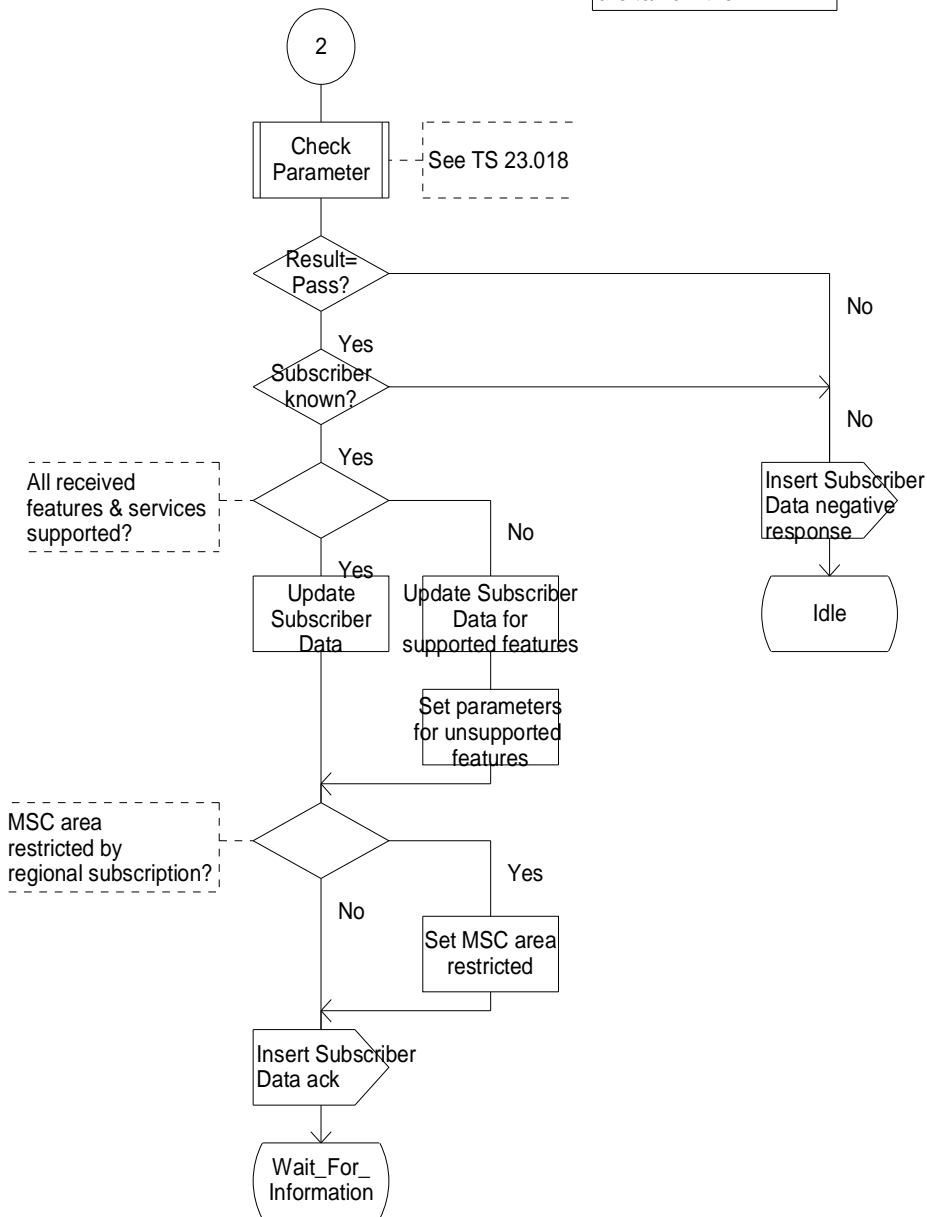 2
Check
Parameter
See TS 23.018
Result=
Pass?
No
Yes
Subscriber
known?
No
Yes
All received
features & services
supported?
Insert Subscriber
Data negative
response
No
Yes
Update
Subscriber
Data
Update Subscriber
Data for
supported features
Idle
Set parameters
for unsupported
features
MSC area
restricted by
regional subscription?
Yes
No
Set MSC area
restricted
Insert Subscriber
Data ack
Wait_For_
Information